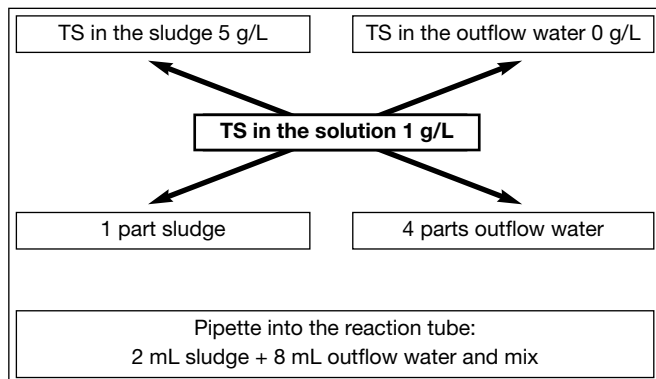 TS in the sludge 5 g/L
TS in the outflow water 0 g/L
TS in the solution 1 g/L
1 part sludge
4 parts outflow water
Pipette into the reaction tube:
2 mL sludge + 8 mL outflow water and mix